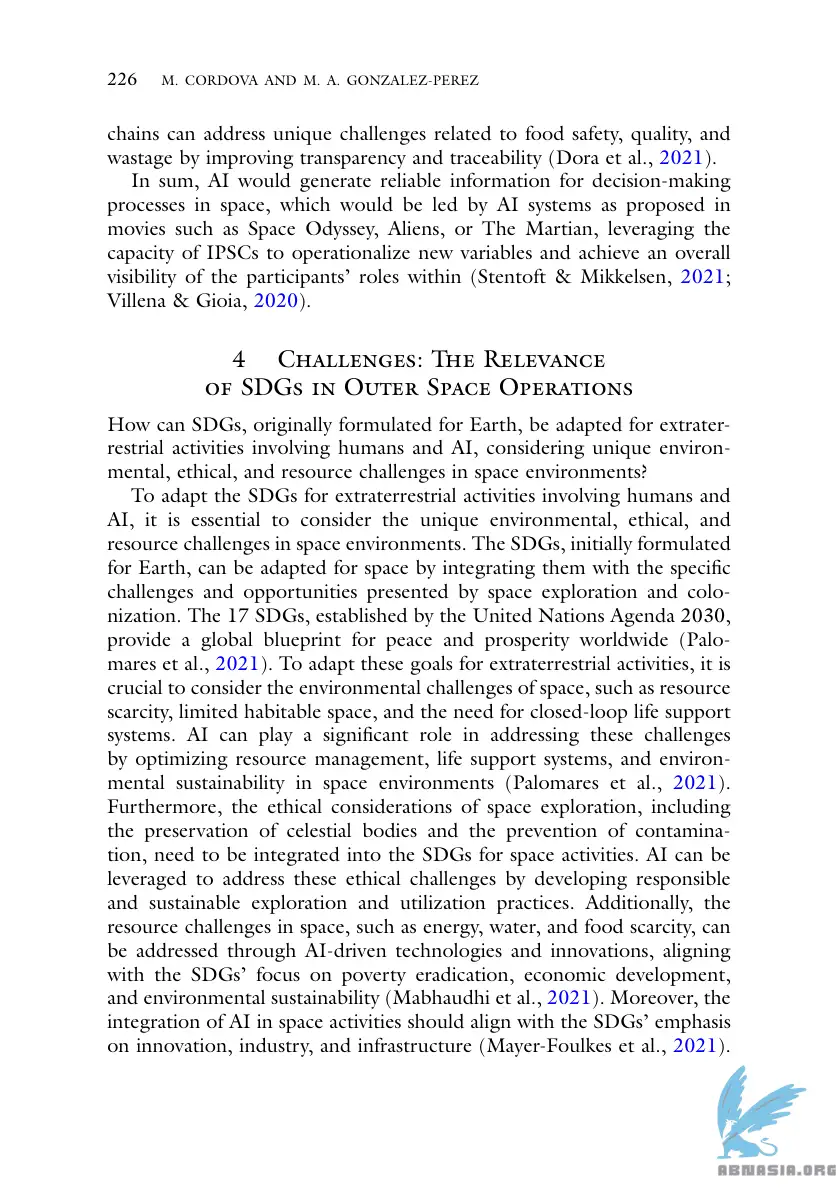 226 M. CORDOVA AND M. A. GONZALEZ-PEREZ
chains can address unique challenges related to food safety, quality, and
wastage by improving transparency and traceability (Dora et al., 2021).
In sum, AI would generate reliable information for decision-making
processes in space, which would be led by AI systems as proposed in
movies such as Space Odyssey, Aliens, or The Martian, leveraging the
capacity of IPSCs to operationalize new variables and achieve an overall
visibility of the participants’ roles within (Stentoft & Mikkelsen, 2021;
Villena & Gioia, 2020).
4 Challenges: The Relevance
of SDGs in Outer Space Operations
How can SDGs, originally formulated for Earth, be adapted for extrater-
restrial activities involving humans and AI, considering unique environ-
mental, ethical, and resource challenges in space environments?
To adapt the SDGs for extraterrestrial activities involving humans and
AI, it is essential to consider the unique environmental, ethical, and
resource challenges in space environments. The SDGs, initially formulated
for Earth, can be adapted for space by integrating them with the specific
challenges and opportunities presented by space exploration and colo-
nization. The 17 SDGs, established by the United Nations Agenda 2030,
provide a global blueprint for peace and prosperity worldwide (Palo-
mares et al., 2021). To adapt these goals for extraterrestrial activities, it is
crucial to consider the environmental challenges of space, such as resource
scarcity, limited habitable space, and the need for closed-loop life support
systems. AI can play a significant role in addressing these challenges
by optimizing resource management, life support systems, and environ-
mental sustainability in space environments (Palomares et al., 2021).
Furthermore, the ethical considerations of space exploration, including
the preservation of celestial bodies and the prevention of contamina-
tion, need to be integrated into the SDGs for space activities. AI can be
leveraged to address these ethical challenges by developing responsible
and sustainable exploration and utilization practices. Additionally, the
resource challenges in space, such as energy, water, and food scarcity, can
be addressed through AI-driven technologies and innovations, aligning
with the SDGs’ focus on poverty eradication, economic development,
and environmental sustainability (Mabhaudhi et al., 2021). Moreover, the
integration of AI in space activities should align with the SDGs’ emphasis
on innovation, industry, and infrastructure (Mayer-Foulkes et al., 2021).
ABNASIA.ORG